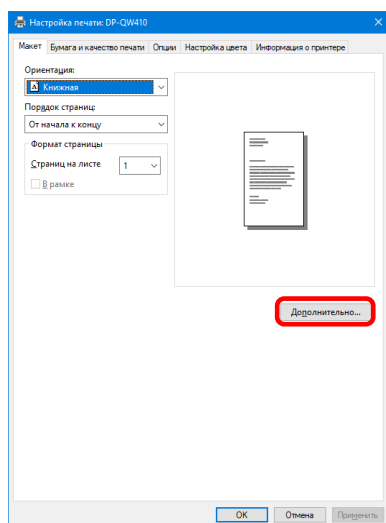 Настройка печати: DP-QW410
Макет Бумага и качество печати Опции Настройка цвета Информация о принтере
Ориентация:
Книжная
Порядок страниц:
От начала к концу
Формат страницы
Страниц на листе 1
В рамке
Дополнительно...
OK Отмена Применить